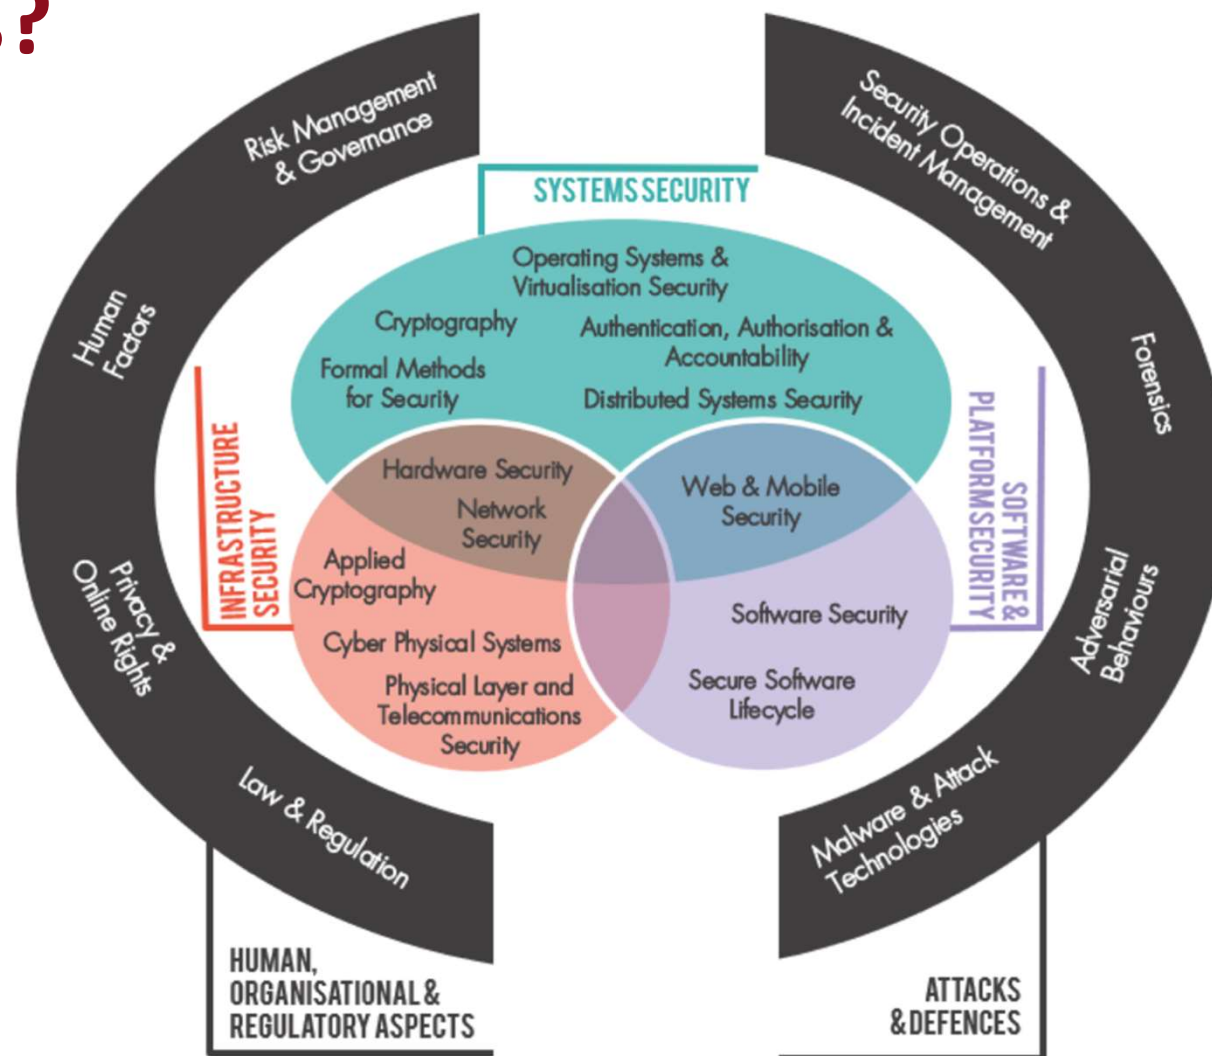 ?
Risk Management
& Governance
Human
Factors
Privacy &
Online Rights
Law & Regulation
HUMAN,
ORGANISATIONAL &
REGULATORY ASPECTS
SYSTEMS SECURITY
Operating Systems &
Virtualisation Security
Cryptography
Authentication, Authorisation &
Accountability
Formal Methods
for Security
Distributed Systems Security
INFRASTRUCTURE
SECURITY
Hardware Security
Network
Security
Applied
Cryptography
Cyber Physical Systems
Physical Layer and
Telecommunications
Security
Web & Mobile
Security
Software Security
Secure Software
Lifecycle
SOFTWARE &
PLATFORM SECURITY
Security Operations &
Incident Management
Forensics
Adversarial
Behaviours
Malware & Attack
Technologies
ATTACKS
& DEFENCES